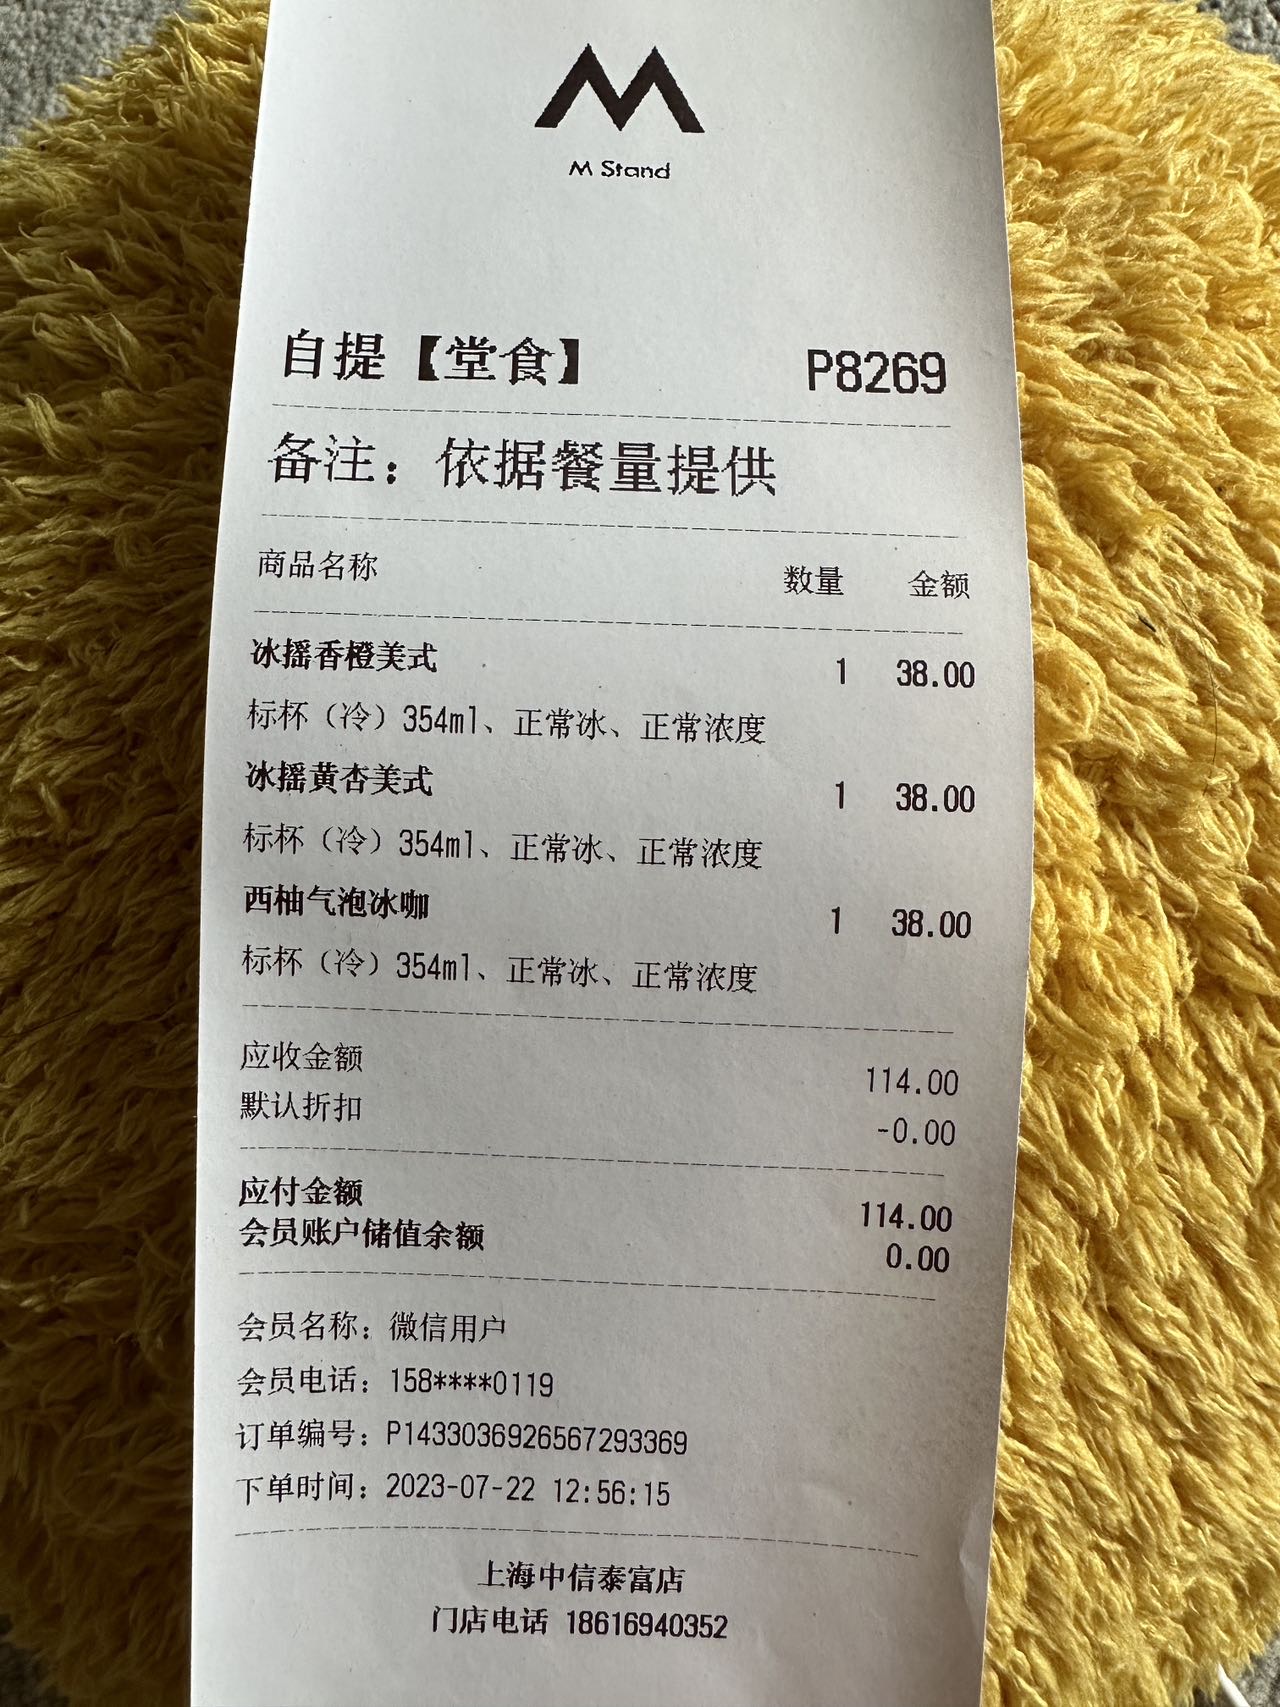 M Stand
自提【堂食】 P8269
备注：依据餐量提供
商品名称 数量 金额
冰摇香橙美式 1 38.00
标杯（冷）354ml、正常冰、正常浓度
冰摇黄杏美式 1 38.00
标杯（冷）354ml、正常冰、正常浓度
西柚气泡冰咖 1 38.00
标杯（冷）354ml、正常冰、正常浓度
应收金额 114.00
默认折扣 -0.00
应付金额 114.00
会员账户储值余额 0.00
会员名称：微信用户
会员电话：158****0119
订单编号：P1433036926567293369
下单时间：2023-07-22 12:56:15
上海中信泰富店
门店电话 18616940352